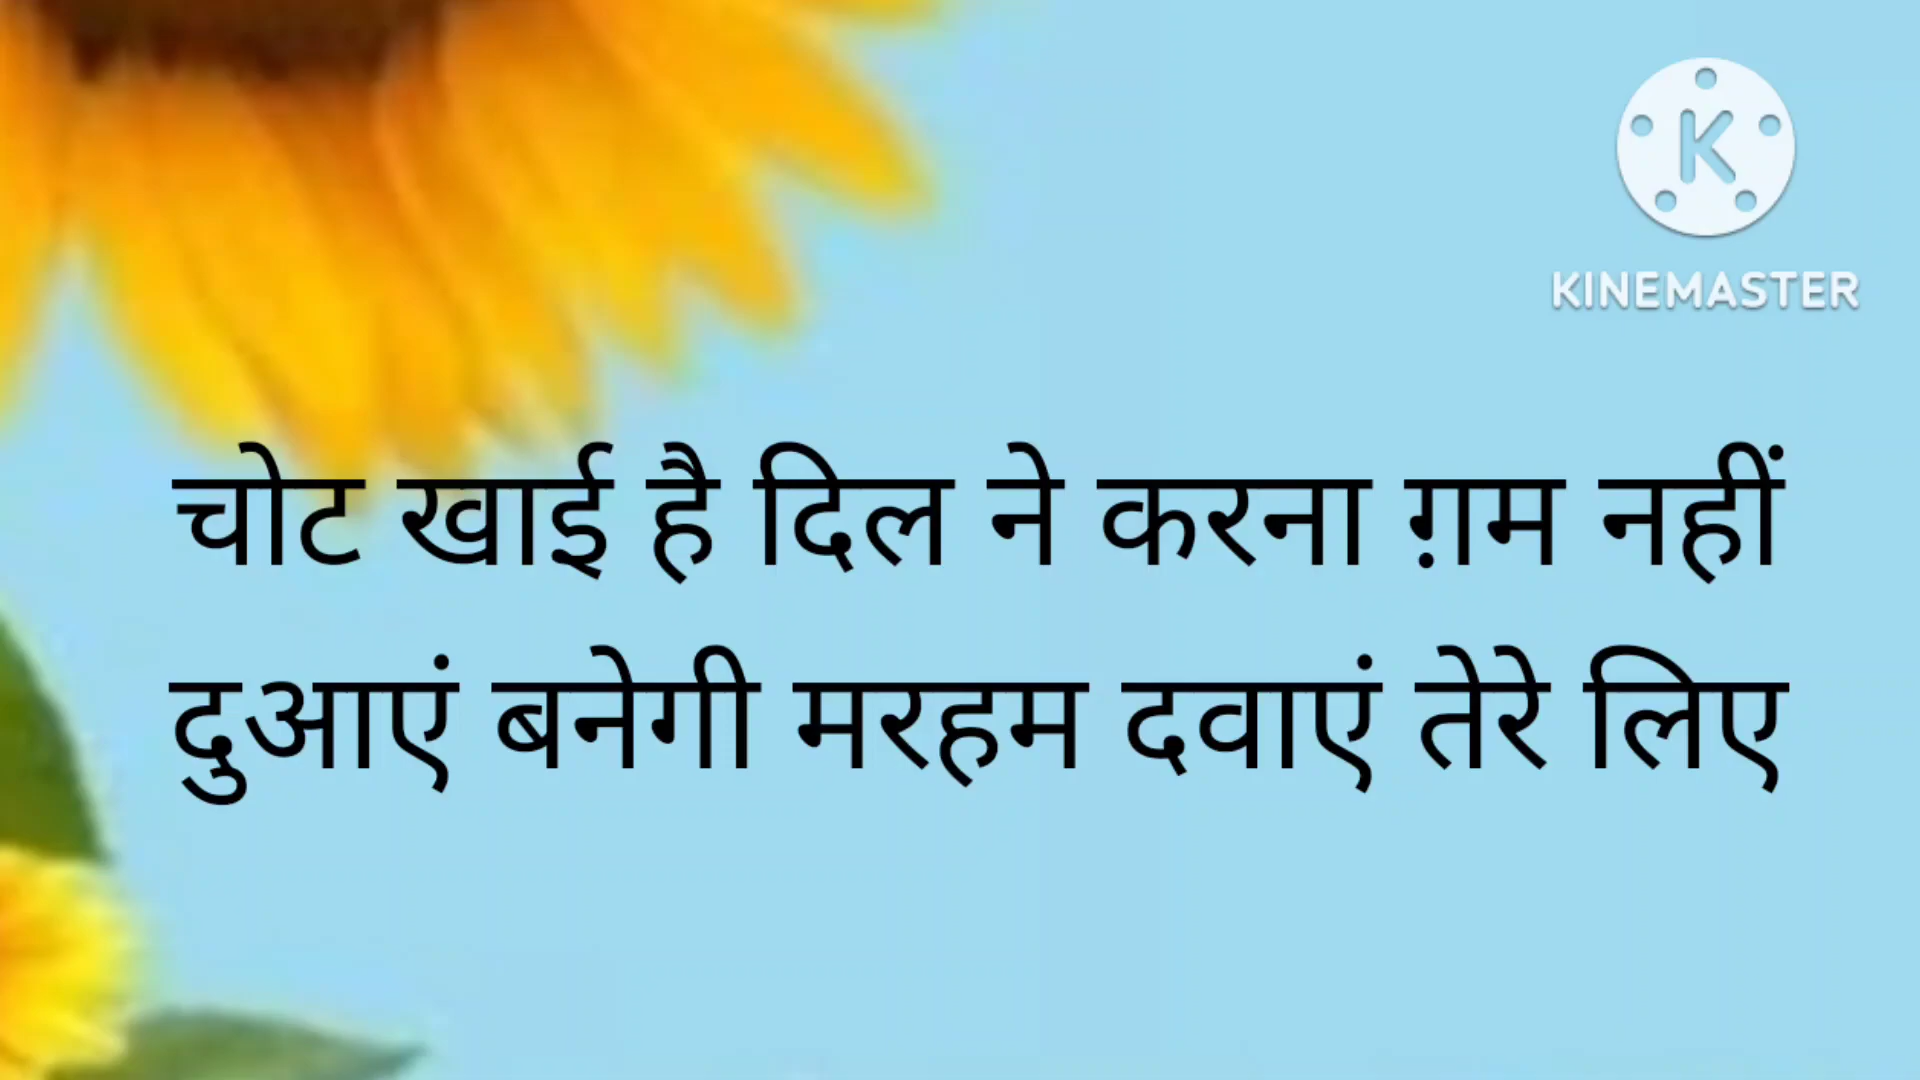 KINEMASTER
चोट खाई है दिल ने करना ग़म नहीं
दुआएं बनेगी मरहम दवाएं तेरे लिए